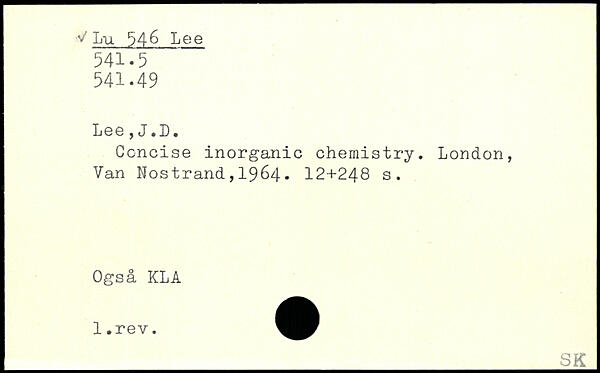 ✓ Lu 546 Lee
541.5
541.49
Lee,J.D.
Concise inorganic chemistry. London,
Van Nostrand,1964. 12+248 s.
Også KLA
1.rev.
SK